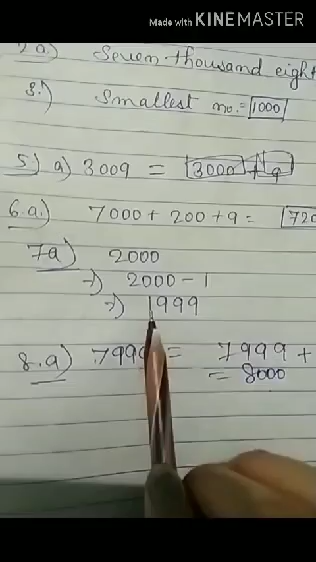 Made with KINEMASTER
2a.) Seven thousand eight
8.) Smallest no. = 1000
5.) a) 3009 = 3000 + 9
6.a.) 7000 + 200 + 9 = 720
7a) 2000
→) 2000 - 1
→) 1999
8.a) 7999 = 7999 +
= 8000